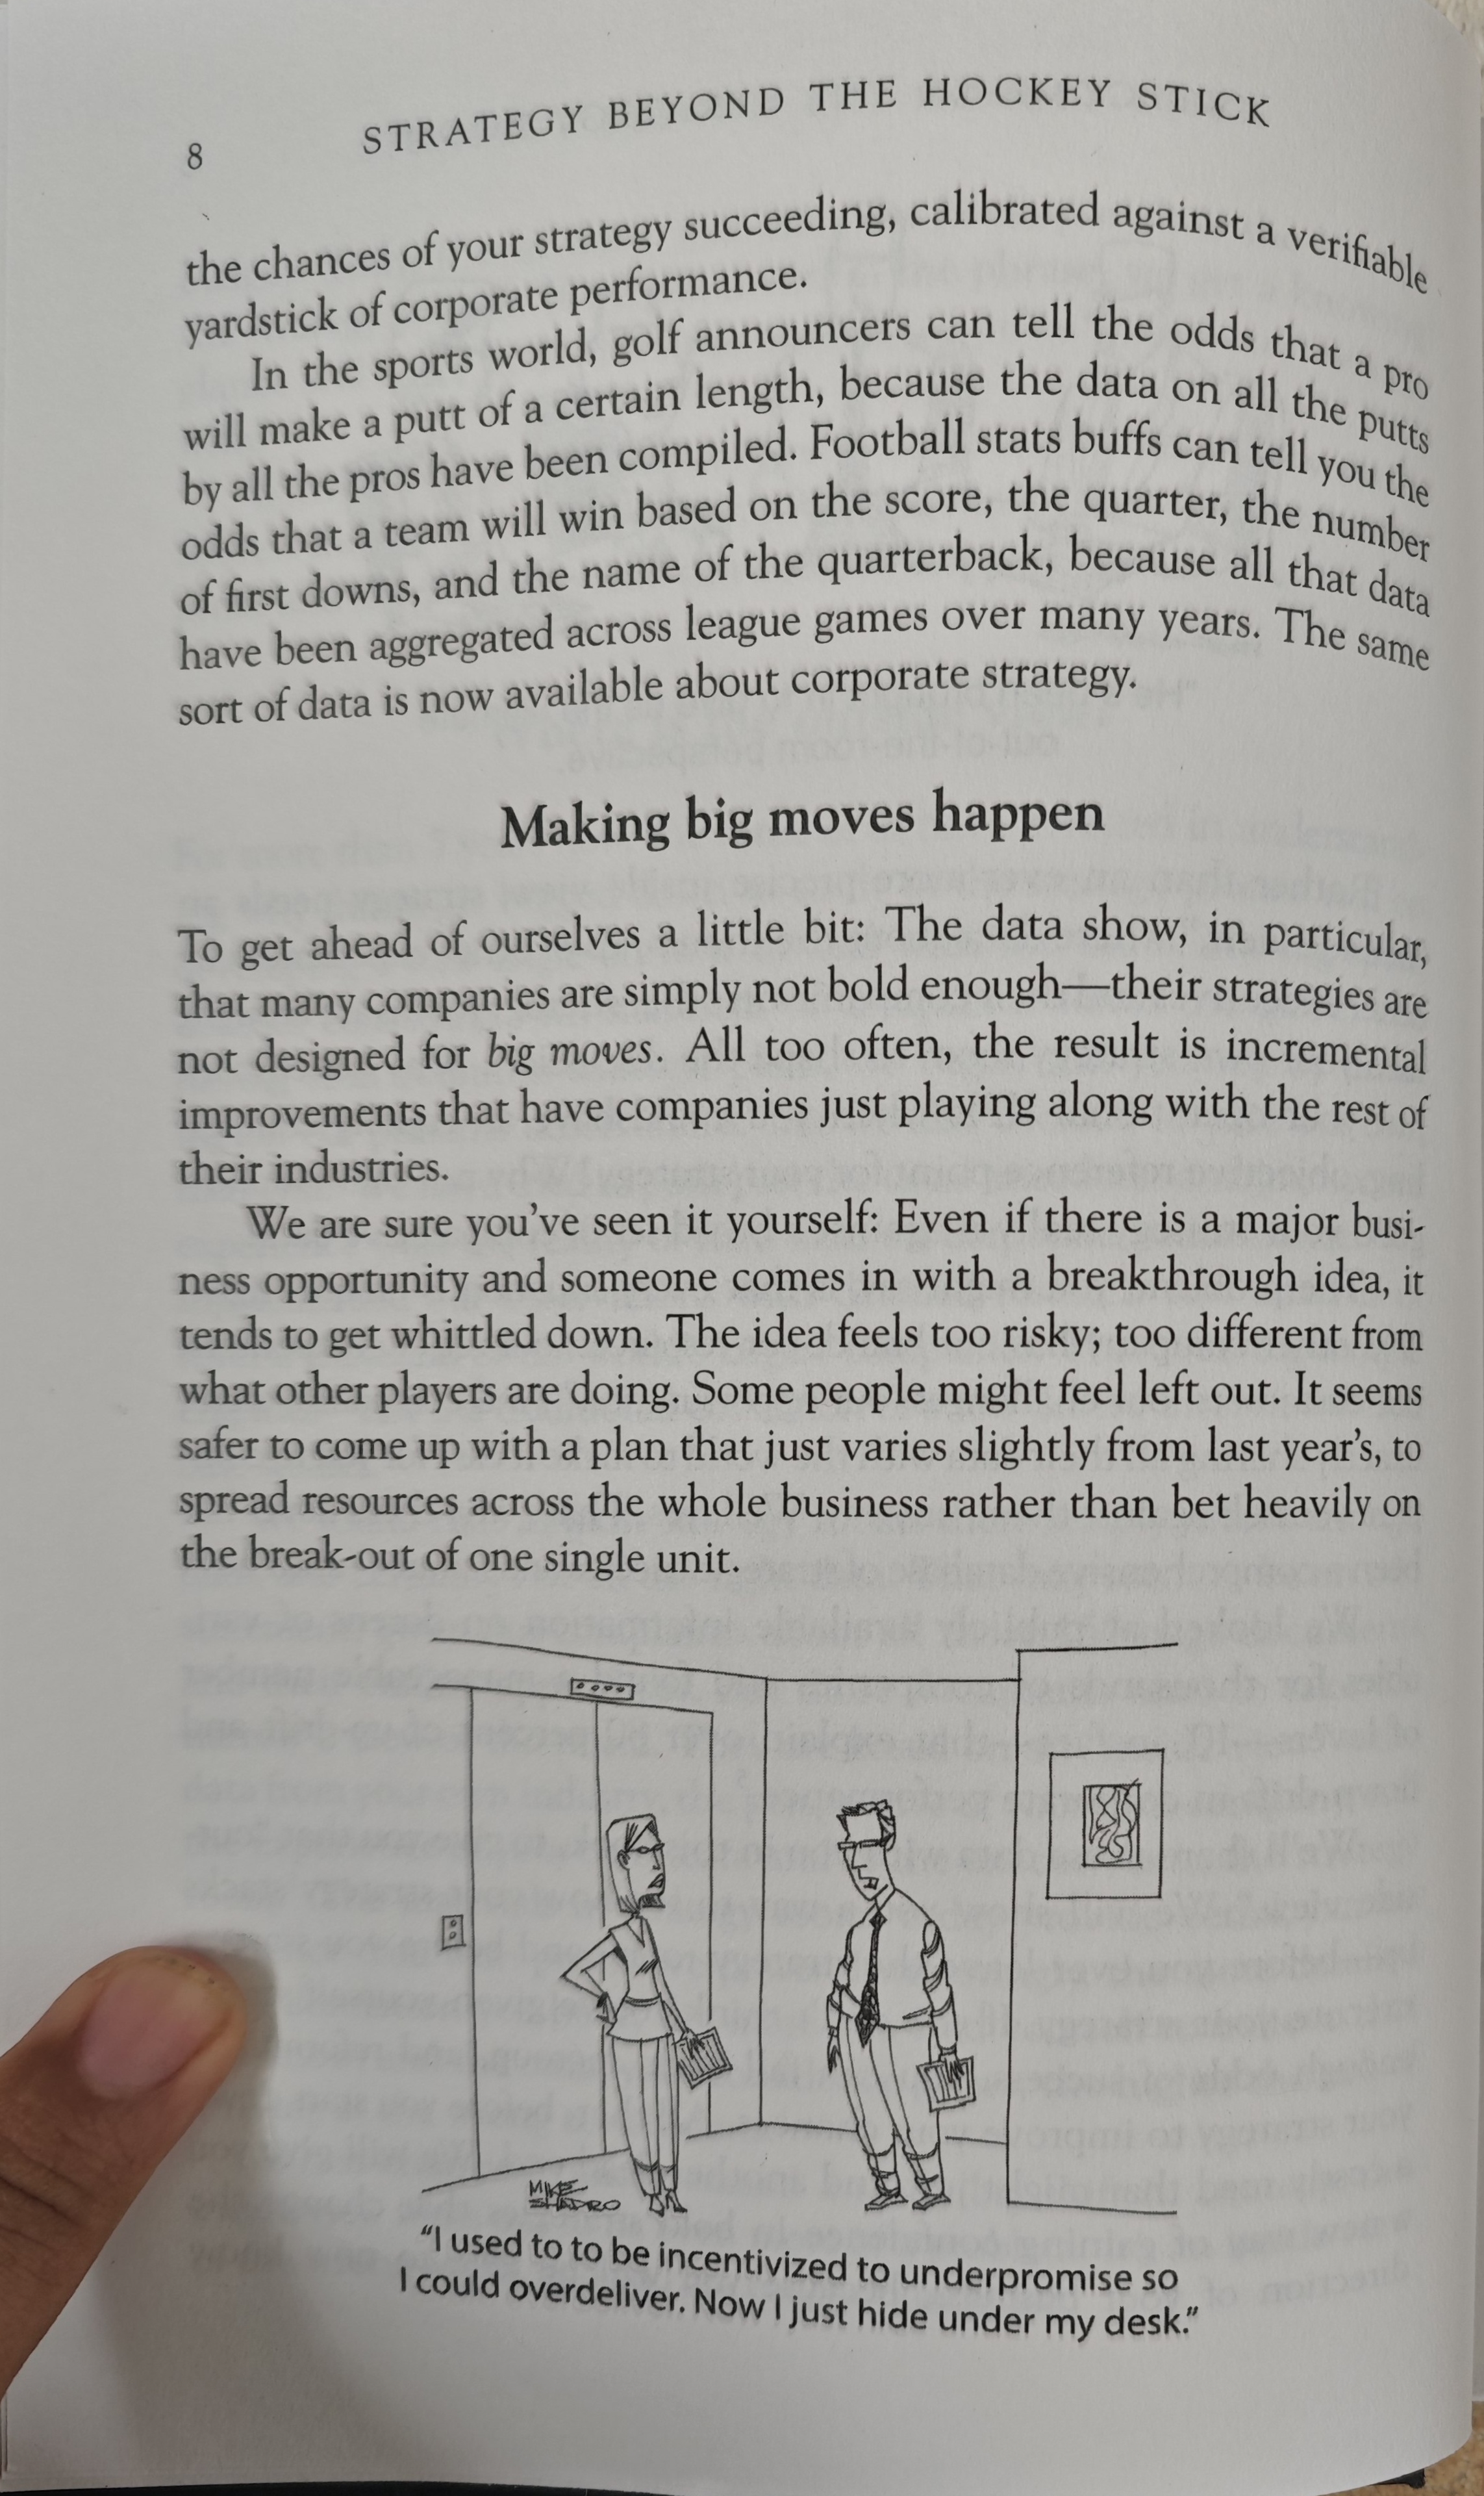 8
STRATEGY BEYOND THE HOCKEY STICK
the chances of your strategy succeeding, calibrated against a verifiable
yardstick of corporate performance.
In the sports world, golf announcers can tell the odds that a pro
will make a putt of a certain length, because the data on all the putts
by all the pros have been compiled. Football stats buffs can tell you the
odds that a team will win based on the score, the quarter, the number
of first downs, and the name of the quarterback, because all that data
have been aggregated across league games over many years. The same
sort of data is now available about corporate strategy.
Making big moves happen
To get ahead of ourselves a little bit: The data show, in particular,
that many companies are simply not bold enough—their strategies are
not designed for big moves. All too often, the result is incremental
improvements that have companies just playing along with the rest of
their industries.
We are sure you've seen it yourself: Even if there is a major busi-
ness opportunity and someone comes in with a breakthrough idea, it
tends to get whittled down. The idea feels too risky; too different from
what other players are doing. Some people might feel left out. It seems
safer to come up with a plan that just varies slightly from last year's, to
spread resources across the whole business rather than bet heavily on
the break-out of one single unit.
MIKE
SHAPIRO
“I used to to be incentivized to underpromise so
I could overdeliver. Now I just hide under my desk.”